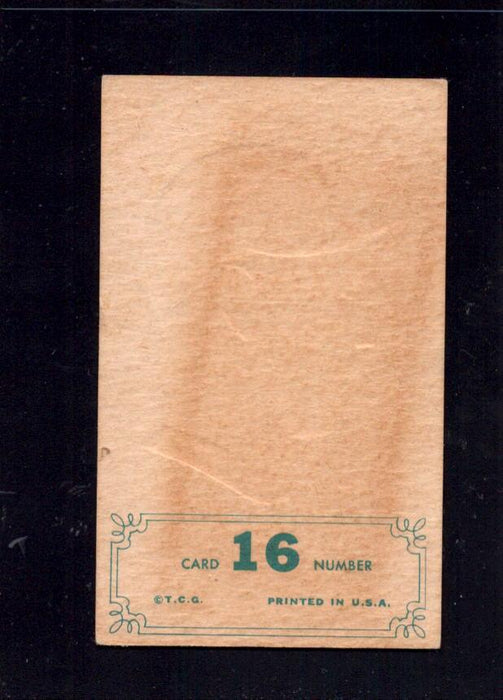 CARD 16 NUMBER
©T.C.G. PRINTED IN U.S.A.